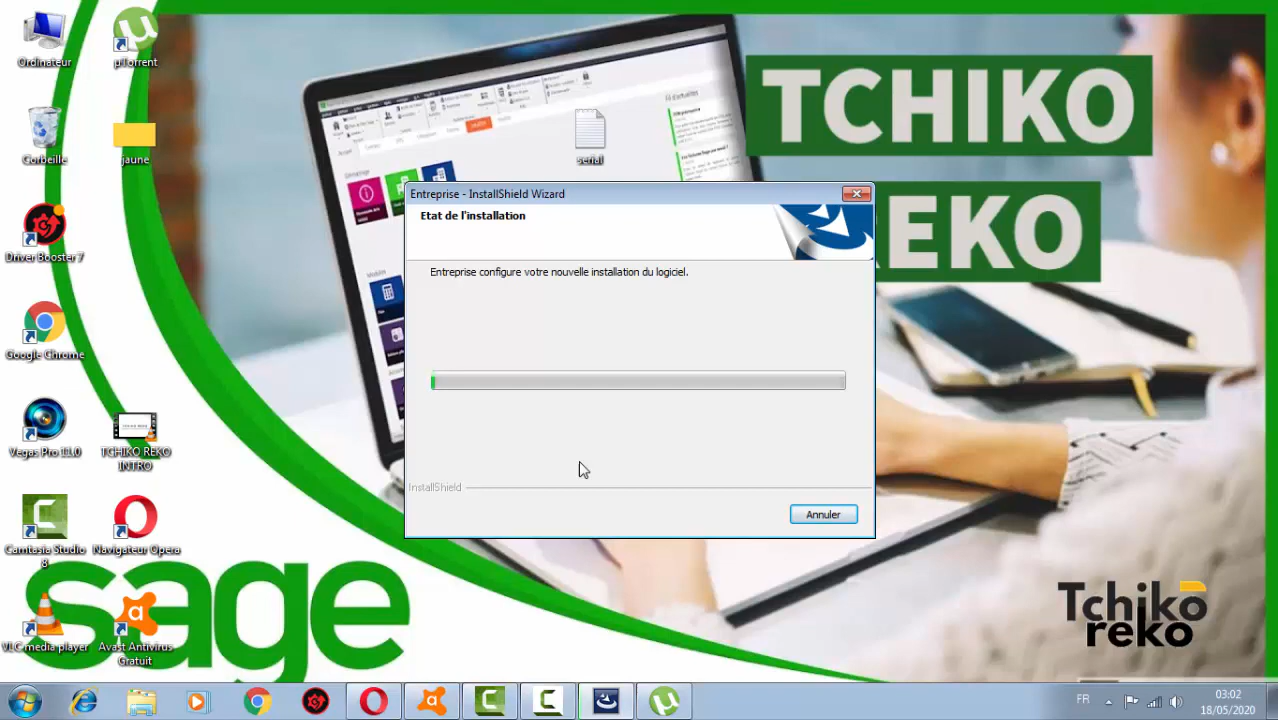 Ordinateur
µTorrent
Corbeille
jaune
Driver Booster 7
Google Chrome
Vegas Pro 11.0
TCHIKO REKO
INTRO
Camtasia Studio
8
Navigateur Opera
VLC media player
Avast Antivirus
Gratuit
serial
TCHIKO
REKO
Entreprise - InstallShield Wizard
Etat de l'installation
Entreprise configure votre nouvelle installation du logiciel.
InstallShield
Annuler
sage
Tchiko
reko
FR
03:02
18/05/2020